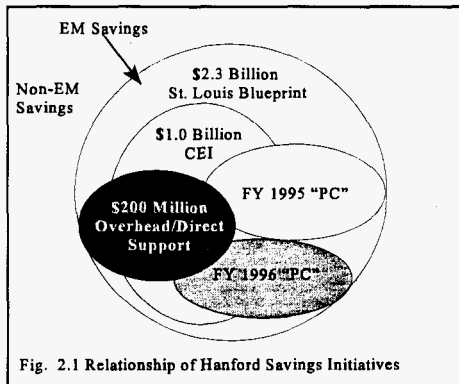 EM Savings
Non-EM
Savings
$2.3 Billion
St. Louis Blueprint
$1.0 Billion
CEI
FY 1995 "PC"
$200 Million
Overhead/Direct
Support
FY 1996 "PC"
Fig. 2.1 Relationship of Hanford Savings Initiatives